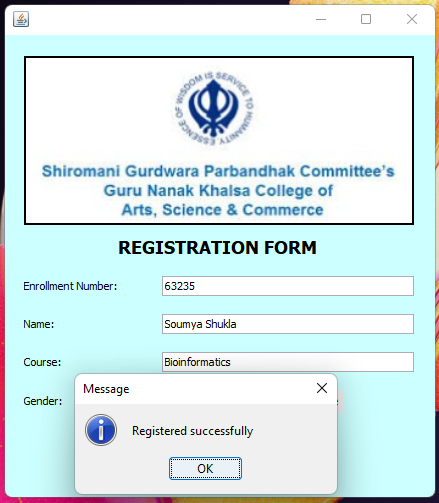 ESSENCE OF WISDOM IS SERVICE TO HUMANITY
Shiromani Gurdwara Parbandhak Committee's
Guru Nanak Khalsa College of
Arts, Science & Commerce
REGISTRATION FORM
Enrollment Number: 63235
Name: Soumya Shukla
Course: Bioinformatics
Gender:
Message
Registered successfully
OK